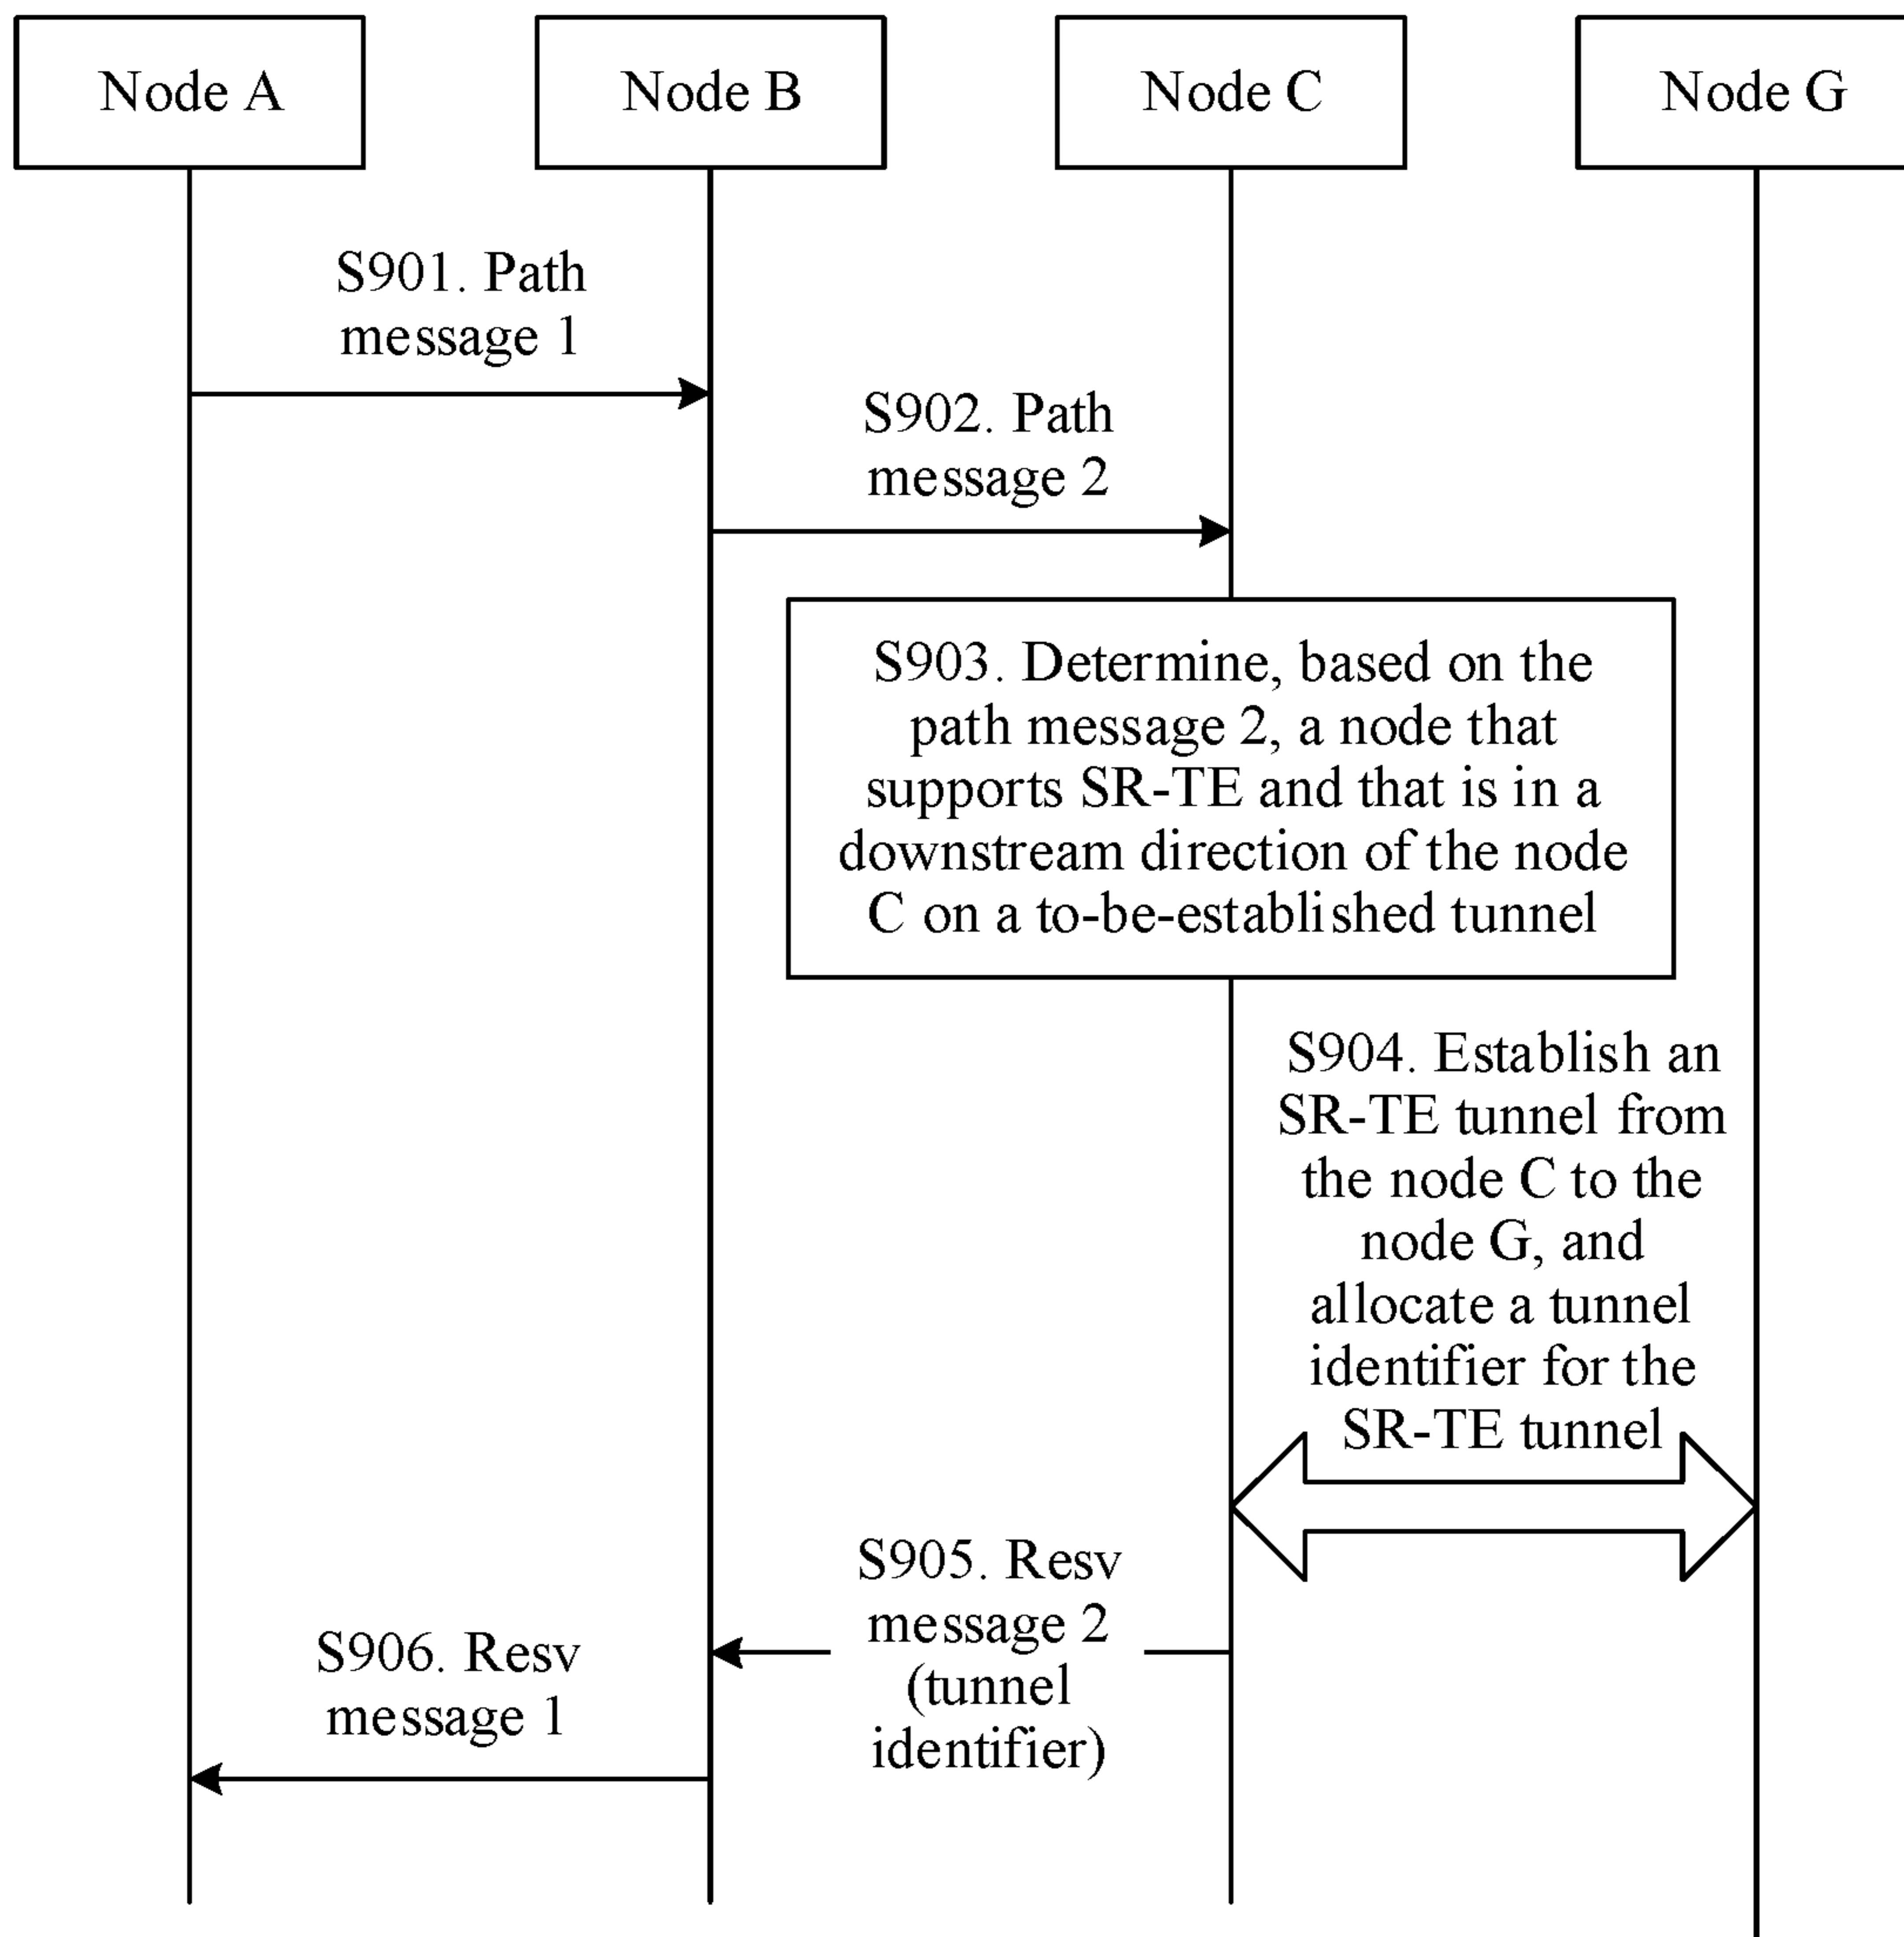 Node A
Node B
Node C
Node G
S901. Path
message 1
S902. Path
message 2
S903. Determine, based on the
path message 2, a node that
supports SR-TE and that is in a
downstream direction of the node
C on a to-be-established tunnel
S904. Establish an
SR-TE tunnel from
the node C to the
node G, and
allocate a tunnel
identifier for the
SR-TE tunnel
S905. Resv
message 2
(tunnel
identifier)
S906. Resv
message 1